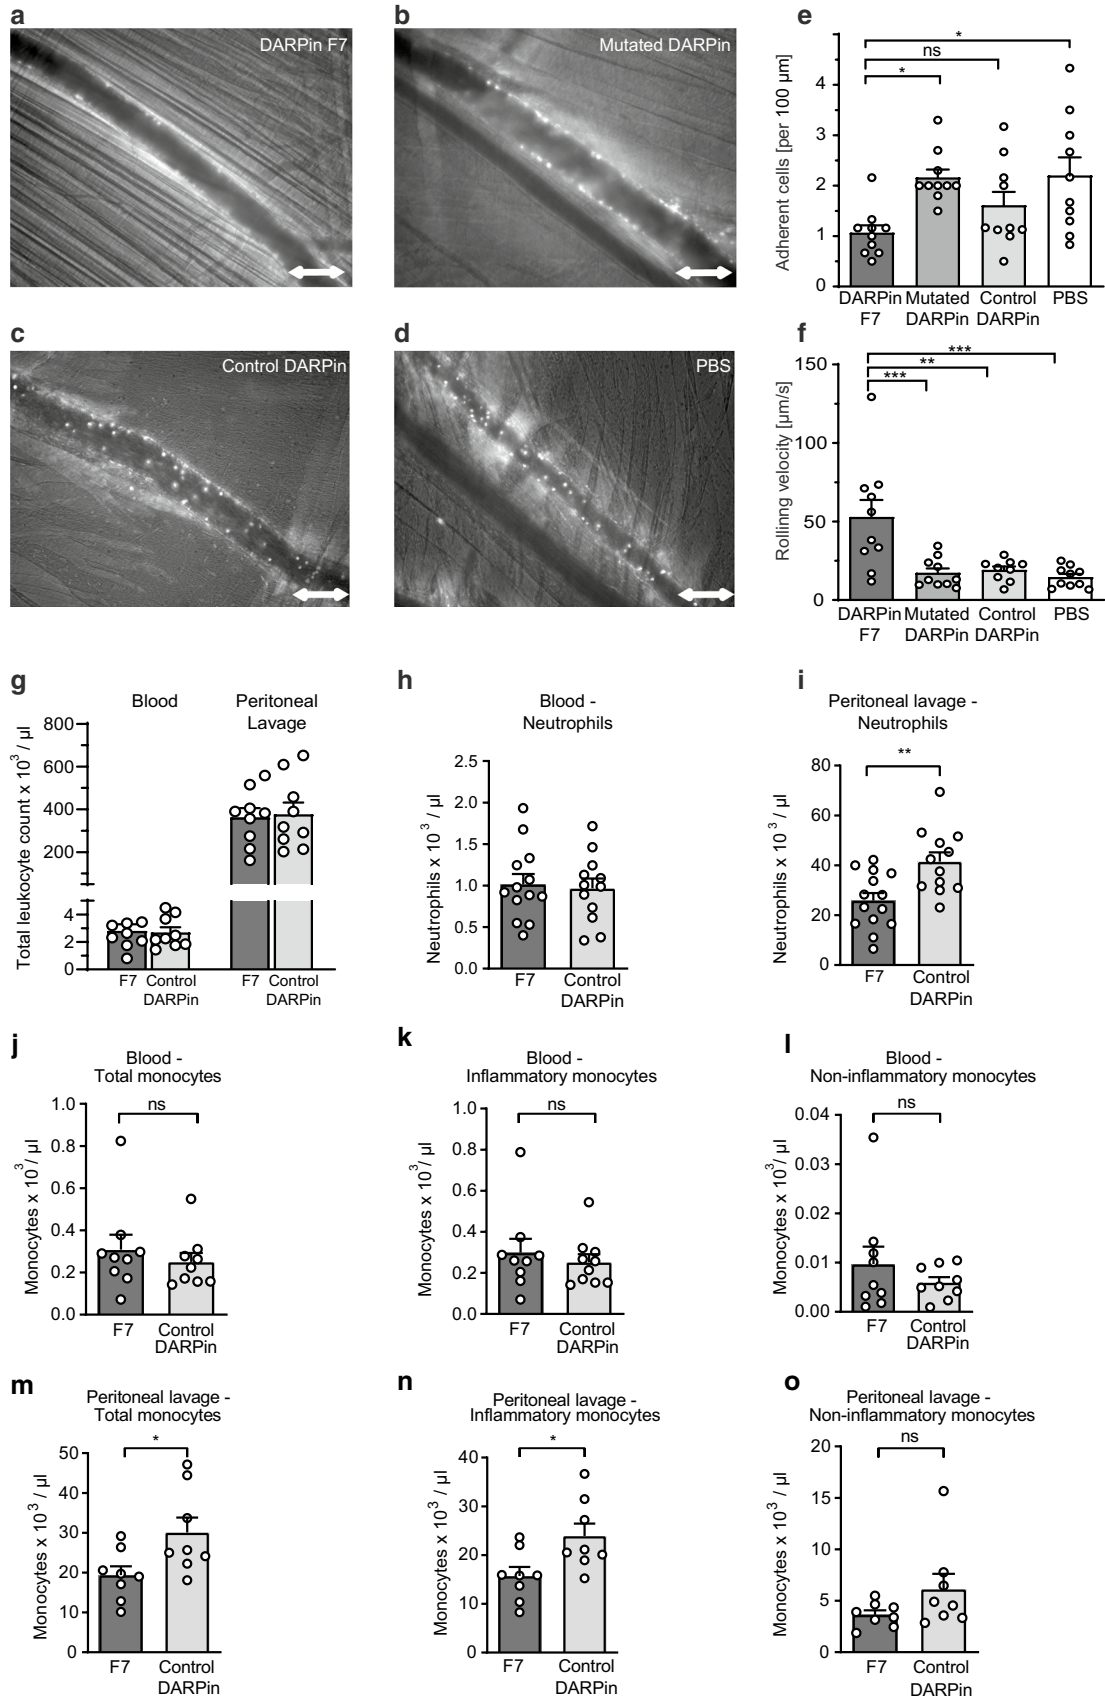 a
DARPin F7
b
Mutated DARPin
c
Control DARPin
d
PBS
e
Adherent cells [per 100 µm]
4
3
2
1
0
*
ns
*
DARPin
F7
Mutated
DARPin
Control
DARPin
PBS
f
Rollinng velocity [µm/s]
150
100
50
0
***
**
***
DARPin
F7
Mutated
DARPin
Control
DARPin
PBS
g
Blood
Peritoneal
Lavage
Total leukocyte count x 10³ / µl
800
600
400
200
4
2
0
F7
Control
DARPin
F7
Control
DARPin
h
Blood -
Neutrophils
Neutrophils x 10³ / µl
2.5
2.0
1.5
1.0
0.5
0.0
F7
Control
DARPin
i
Peritoneal lavage -
Neutrophils
Neutrophils x 10³ / µl
80
60
40
20
0
**
F7
Control
DARPin
j
Blood -
Total monocytes
Monocytes x 10³/ µl
1.0
0.8
0.6
0.4
0.2
0.0
ns
F7
Control
DARPin
k
Blood -
Inflammatory monocytes
Monocytes x 10³/ µl
1.0
0.8
0.6
0.4
0.2
0.0
ns
F7
Control
DARPin
l
Blood -
Non-inflammatory monocytes
Monocytes x 10³/ µl
0.04
0.03
0.02
0.01
0.00
ns
F7
Control
DARPin
m
Peritoneal lavage -
Total monocytes
Monocytes x 10³ / µl
50
40
30
20
10
0
*
F7
Control
DARPin
n
Peritoneal lavage -
Inflammatory monocytes
Monocytes x 10³ / µl
40
30
20
10
0
*
F7
Control
DARPin
o
Peritoneal lavage -
Non-inflammatory monocytes
Monocytes x 10³ / µl
20
15
10
5
0
ns
F7
Control
DARPin